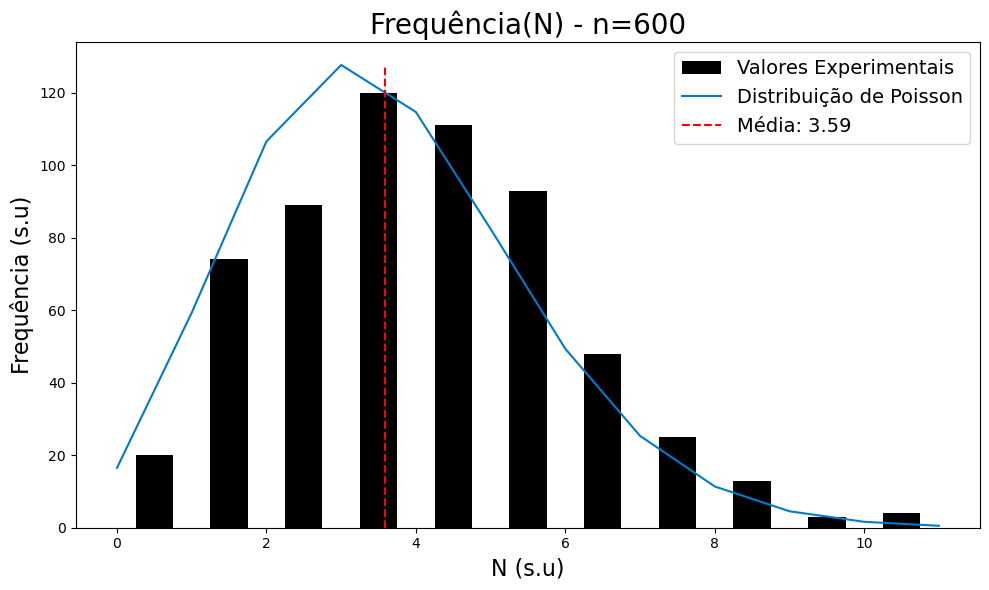 Frequência(N) - n=600
Valores Experimentais
Distribuição de Poisson
Média: 3.59
Frequência (s.u)
120
100
80
60
40
20
0
0 2 4 6 8 10
N (s.u)